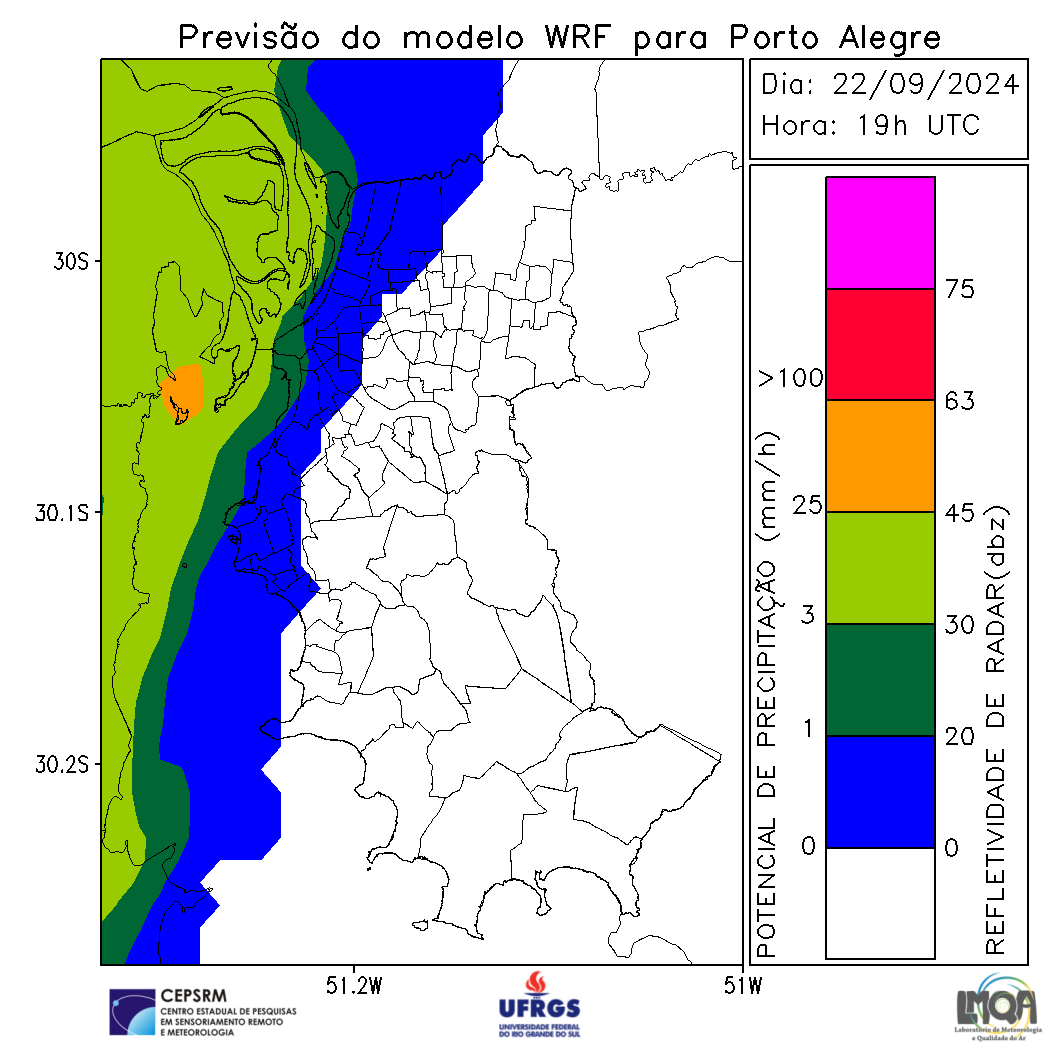 Previsão do modelo WRF para Porto Alegre
Dia: 22/09/2024
Hora: 19h UTC
30S
30.1S
30.2S
51.2W
51W
POTENCIAL DE PRECIPITAÇÃO (mm/h)
>100
25
3
1
0
75
63
45
30
20
0
REFLETIVIDADE DE RADAR(dbz)
CEPSRM
CENTRO ESTADUAL DE PESQUISAS
EM SENSORIAMENTO REMOTO
E METEOROLOGIA
UFRGS
UNIVERSIDADE FEDERAL
DO RIO GRANDE DO SUL
LMQA
Laboratório de Meteorologia
e Qualidade do Ar